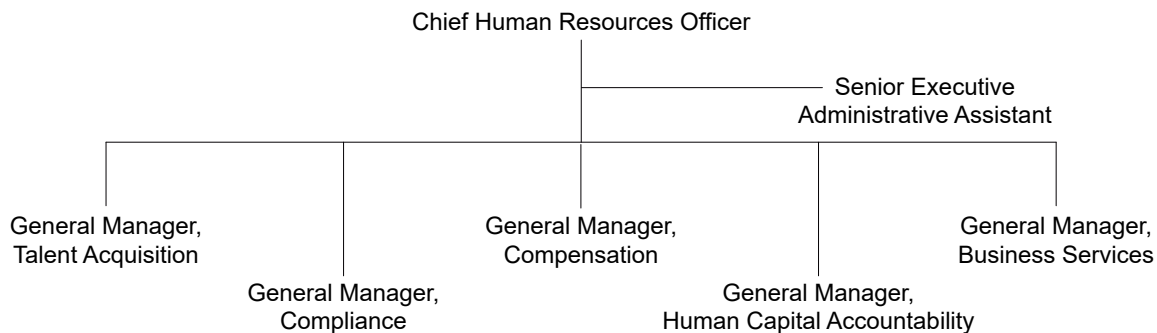 Chief Human Resources Officer
Senior Executive
Administrative Assistant
General Manager,
Talent Acquisition
General Manager,
Compliance
General Manager,
Compensation
General Manager,
Human Capital Accountability
General Manager,
Business Services